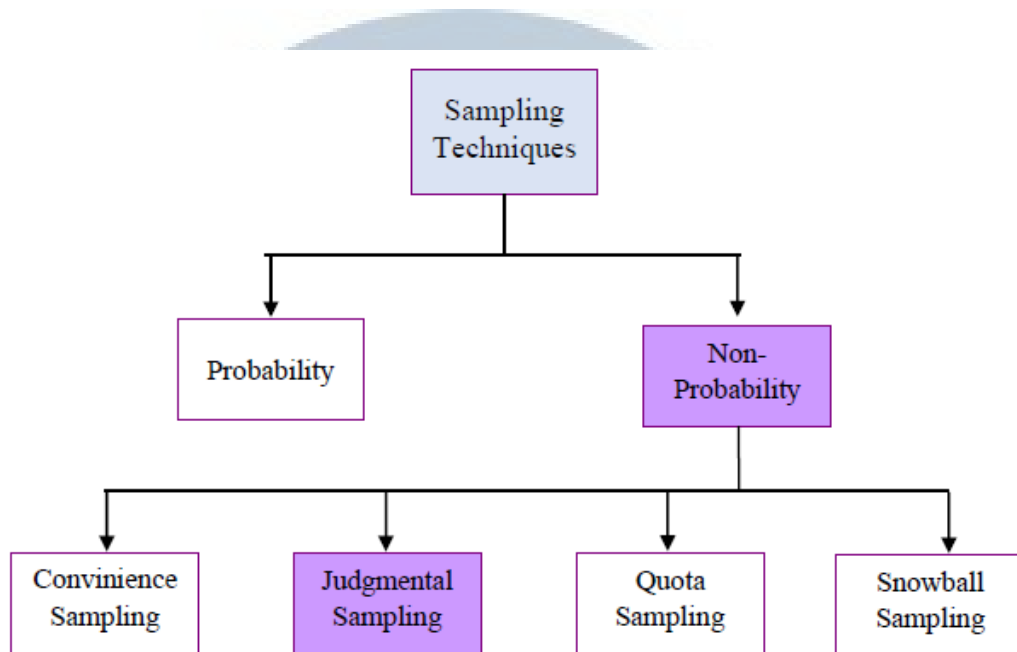 Sampling
Techniques
Probability
Non-
Probability
Convinience
Sampling
Judgmental
Sampling
Quota
Sampling
Snowball
Sampling